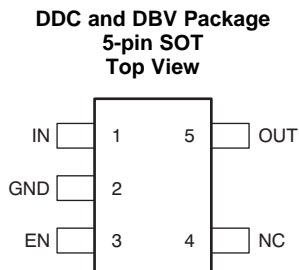 DDC and DBV Package
5-pin SOT
Top View
IN 1 5 OUT
GND 2
EN 3 4 NC